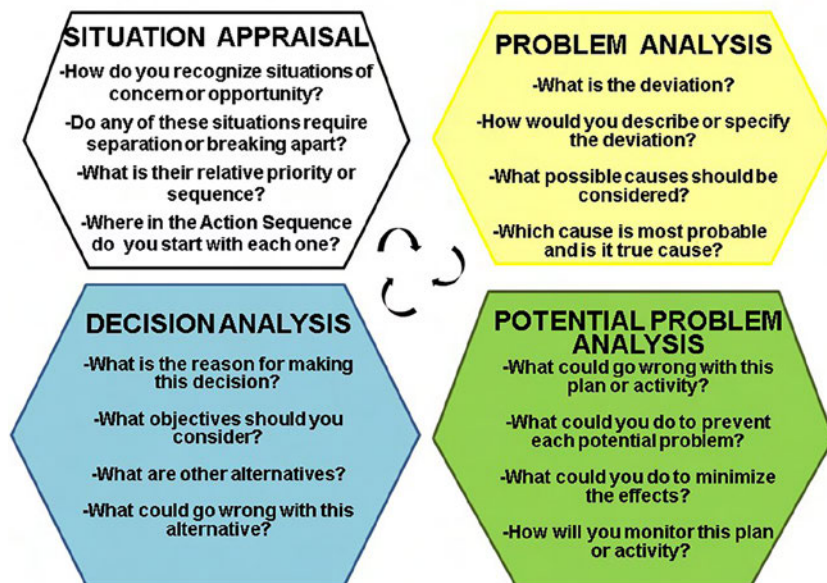 SITUATION APPRAISAL
-How do you recognize situations of
concern or opportunity?
-Do any of these situations require
separation or breaking apart?
-What is their relative priority or
sequence?
-Where in the Action Sequence
do you start with each one?
PROBLEM ANALYSIS
-What is the deviation?
-How would you describe or specify
the deviation?
-What possible causes should be
considered?
-Which cause is most probable
and is it true cause?
DECISION ANALYSIS
-What is the reason for making
this decision?
-What objectives should you
consider?
-What are other alternatives?
-What could go wrong with this
alternative?
POTENTIAL PROBLEM
ANALYSIS
-What could go wrong with this
plan or activity?
-What could you do to prevent
each potential problem?
-What could you do to minimize
the effects?
-How will you monitor this plan
or activity?